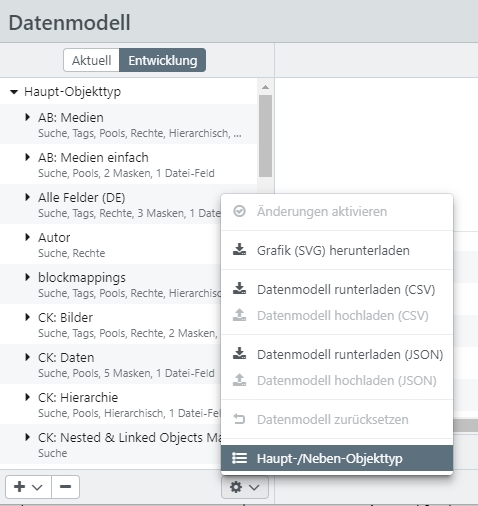 Datenmodell
Aktuell
Entwicklung
Haupt-Objekttyp
AB: Medien
Suche, Tags, Pools, Rechte, Hierarchisch, ...
AB: Medien einfach
Suche, Pools, 2 Masken, 1 Datei-Feld
Alle Felder (DE)
Suche, Tags, Rechte, 3 Masken, 1 Date
Autor
Suche, Rechte
blockmappings
Suche, Tags, Pools, Rechte, Hierarchisc
CK: Bilder
Suche, Tags, Pools, Rechte, 2 Masken,
CK: Daten
Suche, Pools, 5 Masken, 1 Datei-Feld
CK: Hierarchie
Suche, Pools, Hierarchisch, 1 Datei-Fel
CK: Nested & Linked Objects Ma
Suche
Änderungen aktivieren
Grafik (SVG) herunterladen
Datenmodell runterladen (CSV)
Datenmodell hochladen (CSV)
Datenmodell runterladen (JSON)
Datenmodell hochladen (JSON)
Datenmodell zurücksetzen
Haupt-/Neben-Objekttyp